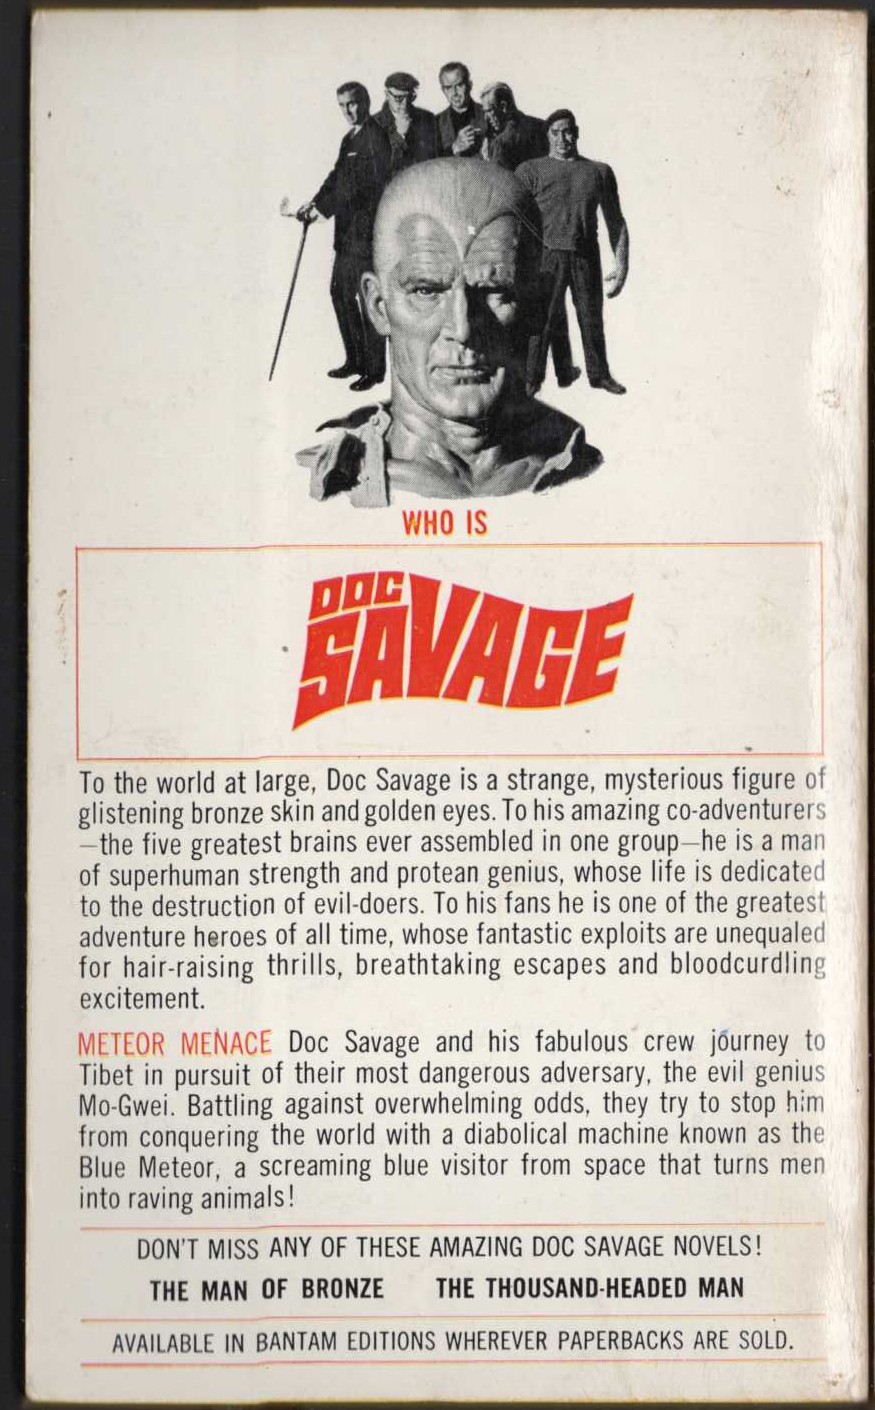 WHO IS
DOC
SAVAGE
To the world at large, Doc Savage is a strange, mysterious figure of
glistening bronze skin and golden eyes. To his amazing co-adventurers
—the five greatest brains ever assembled in one group—he is a man
of superhuman strength and protean genius, whose life is dedicated
to the destruction of evil-doers. To his fans he is one of the greatest
adventure heroes of all time, whose fantastic exploits are unequaled
for hair-raising thrills, breathtaking escapes and bloodcurdling
excitement.
METEOR MENACE Doc Savage and his fabulous crew journey to
Tibet in pursuit of their most dangerous adversary, the evil genius
Mo-Gwei. Battling against overwhelming odds, they try to stop him
from conquering the world with a diabolical machine known as the
Blue Meteor, a screaming blue visitor from space that turns men
into raving animals!
DON'T MISS ANY OF THESE AMAZING DOC SAVAGE NOVELS!
THE MAN OF BRONZE THE THOUSAND-HEADED MAN
AVAILABLE IN BANTAM EDITIONS WHEREVER PAPERBACKS ARE SOLD.